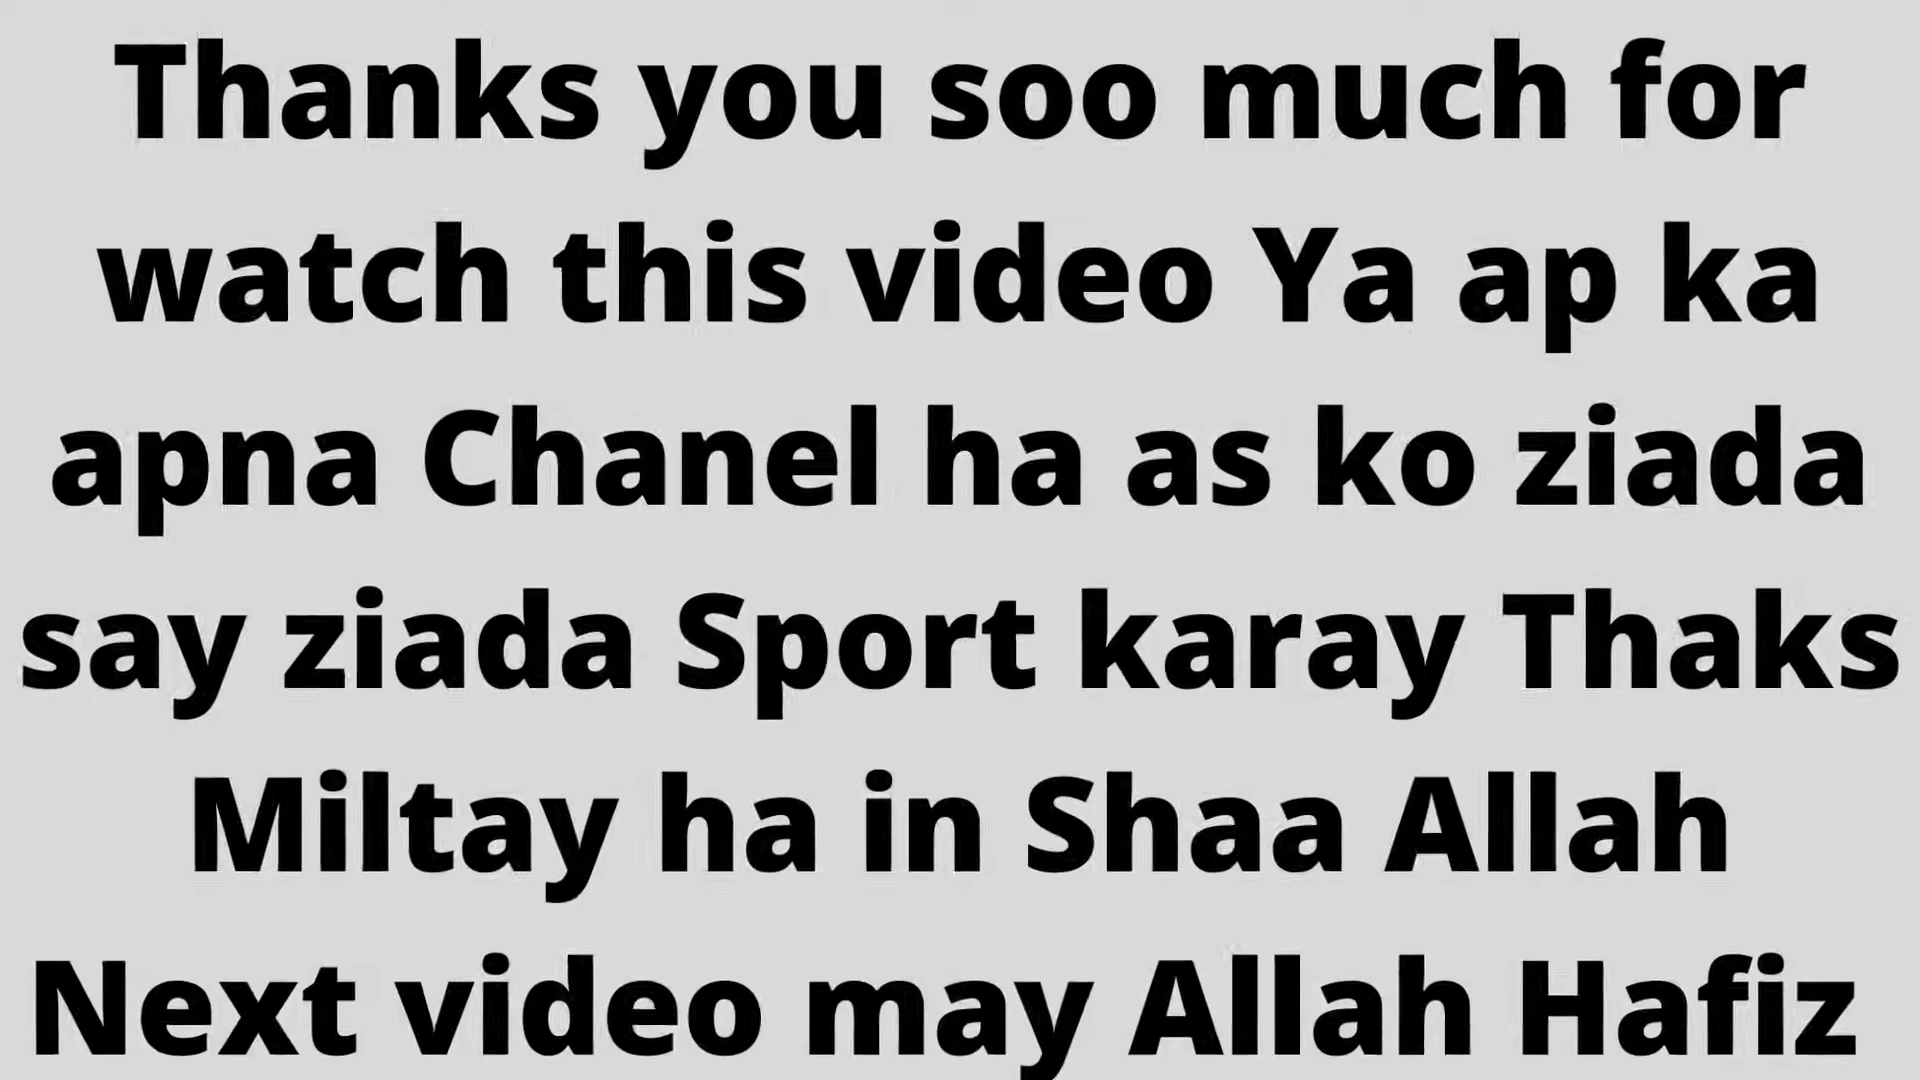 Thanks you soo much for
watch this video Ya ap ka
apna Chanel ha as ko ziada
say ziada Sport karay Thaks
Miltay ha in Shaa Allah
Next video may Allah Hafiz